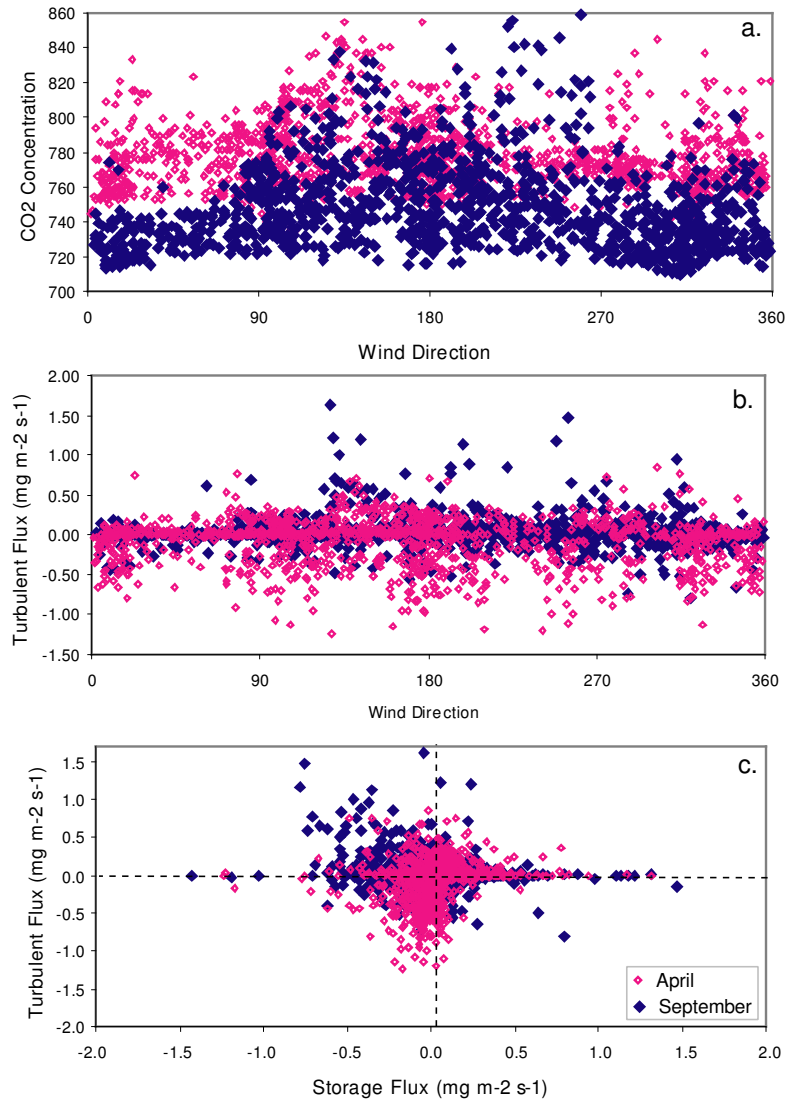 a.
860
840
820
800
780
760
740
720
700
CO2 Concentration
0 90 180 270 360
Wind Direction
b.
2.00
1.50
1.00
0.50
0.00
-0.50
-1.00
-1.50
Turbulent Flux (mg m-2 s-1)
0 90 180 270 360
Wind Direction
c.
1.5
1.0
0.5
0.0
-0.5
-1.0
-1.5
-2.0
Turbulent Flux (mg m-2 s-1)
April
September
-2.0 -1.5 -1.0 -0.5 0.0 0.5 1.0 1.5 2.0
Storage Flux (mg m-2 s-1)